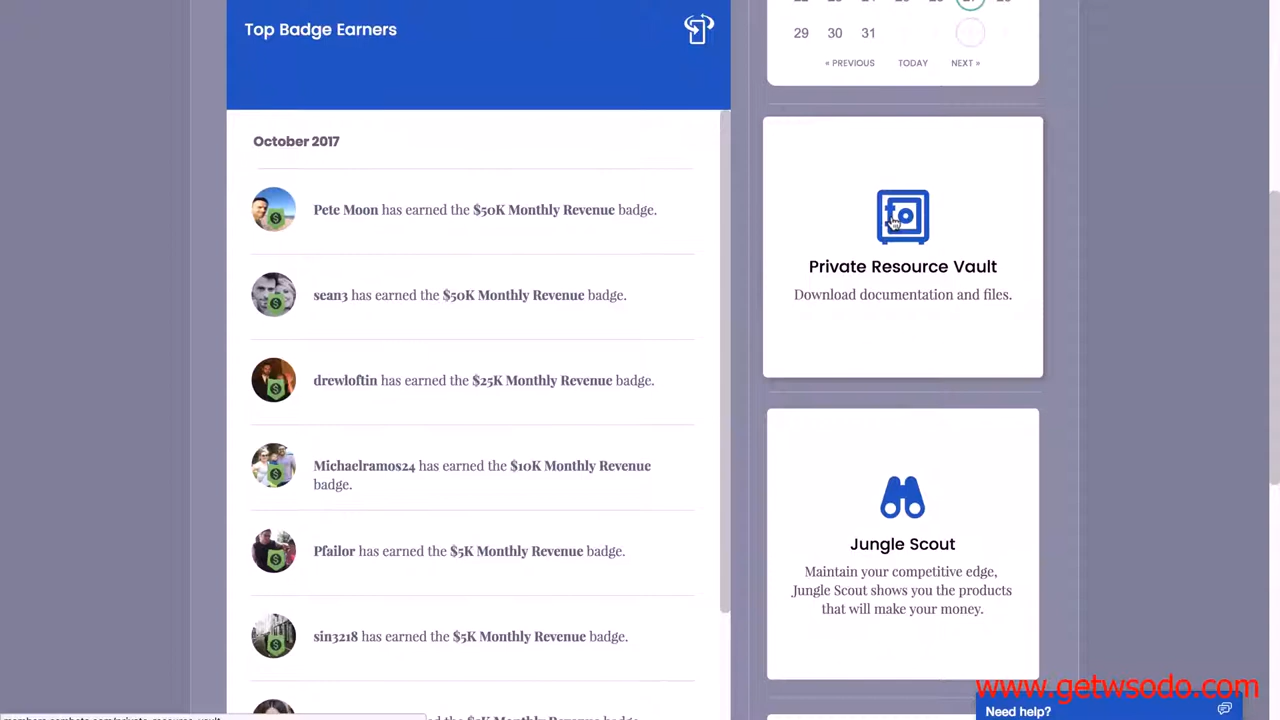 Top Badge Earners
October 2017
Pete Moon has earned the $50K Monthly Revenue badge.
sean3 has earned the $50K Monthly Revenue badge.
drewloftin has earned the $25K Monthly Revenue badge.
Michaelramos24 has earned the $10K Monthly Revenue
badge.
Pfailor has earned the $5K Monthly Revenue badge.
sin3218 has earned the $5K Monthly Revenue badge.
29 30 31
« PREVIOUS TODAY NEXT »
Private Resource Vault
Download documentation and files.
Jungle Scout
Maintain your competitive edge,
Jungle Scout shows you the products
that will make your money.
www.getwsodo.com
Need help?